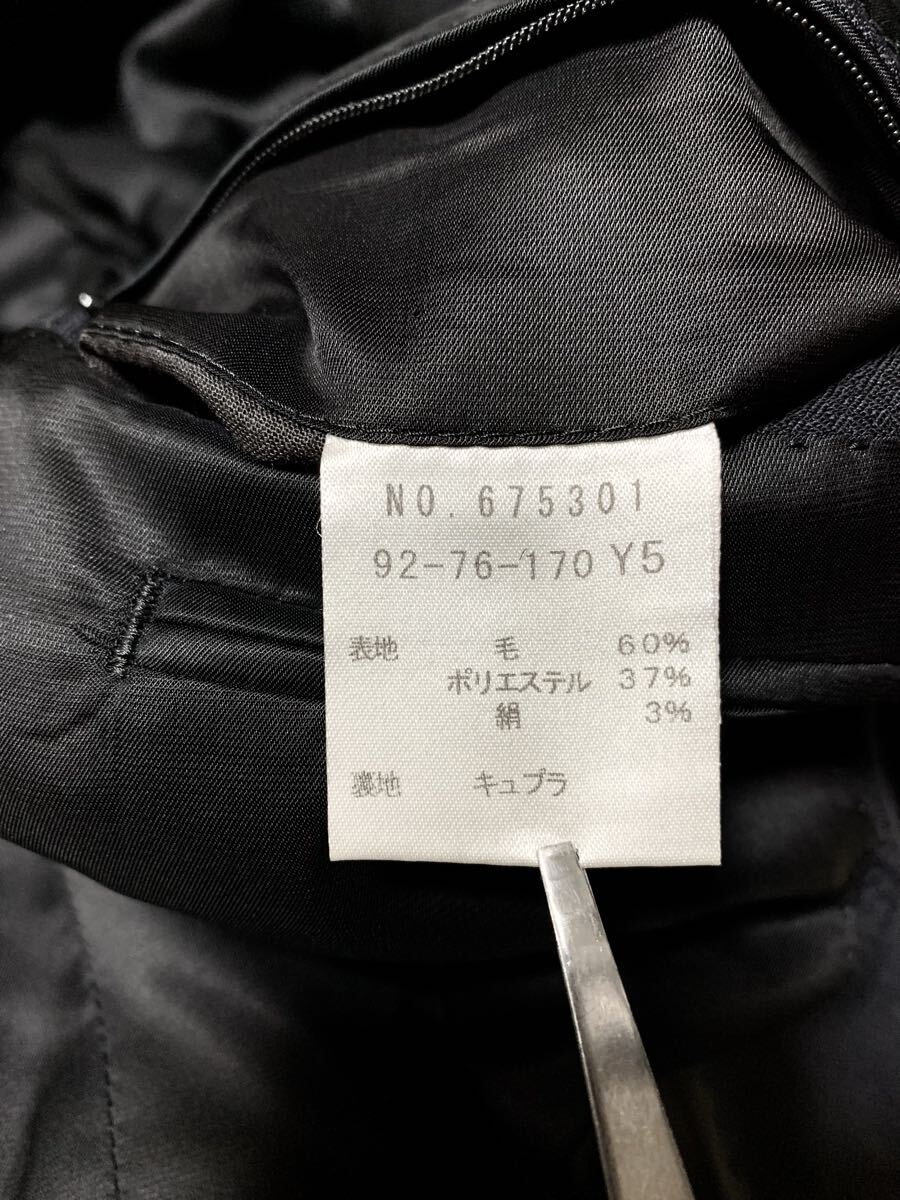 NO.675301
92-76-170 Y5
表地 毛 60%
ポリエステル 37%
絹 3%
裏地 キュプラ